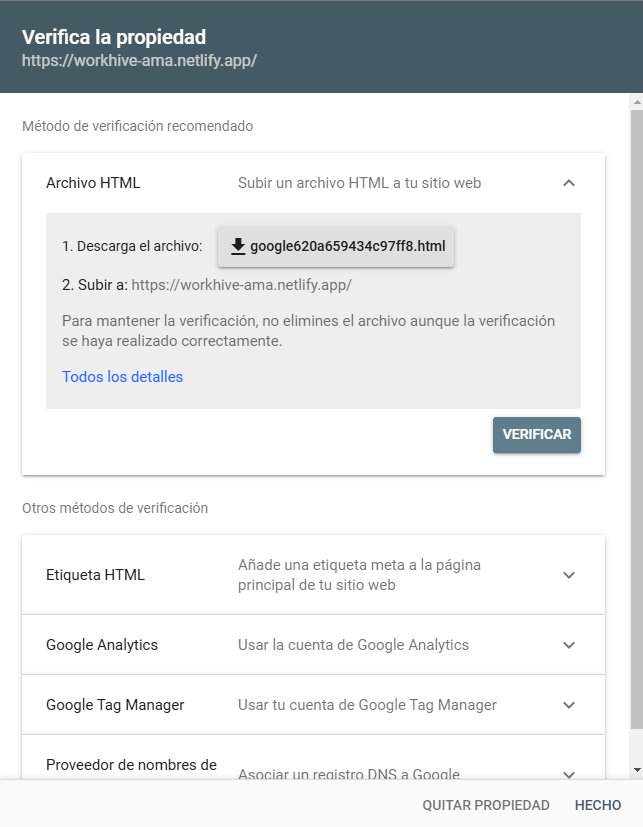 Verifica la propiedad
https://workhive-ama.netlify.app/
Método de verificación recomendado
Archivo HTML
Subir un archivo HTML a tu sitio web
1. Descarga el archivo:
google620a659434c97ff8.html
2. Subir a: https://workhive-ama.netlify.app/
Para mantener la verificación, no elimines el archivo aunque la verificación
se haya realizado correctamente.
Todos los detalles
VERIFICAR
Otros métodos de verificación
Etiqueta HTML
Añade una etiqueta meta a la página
principal de tu sitio web
Google Analytics
Usar la cuenta de Google Analytics
Google Tag Manager
Usar tu cuenta de Google Tag Manager
Proveedor de nombres de
Asociar un registro DNS a Google
QUITAR PROPIEDAD
HECHO